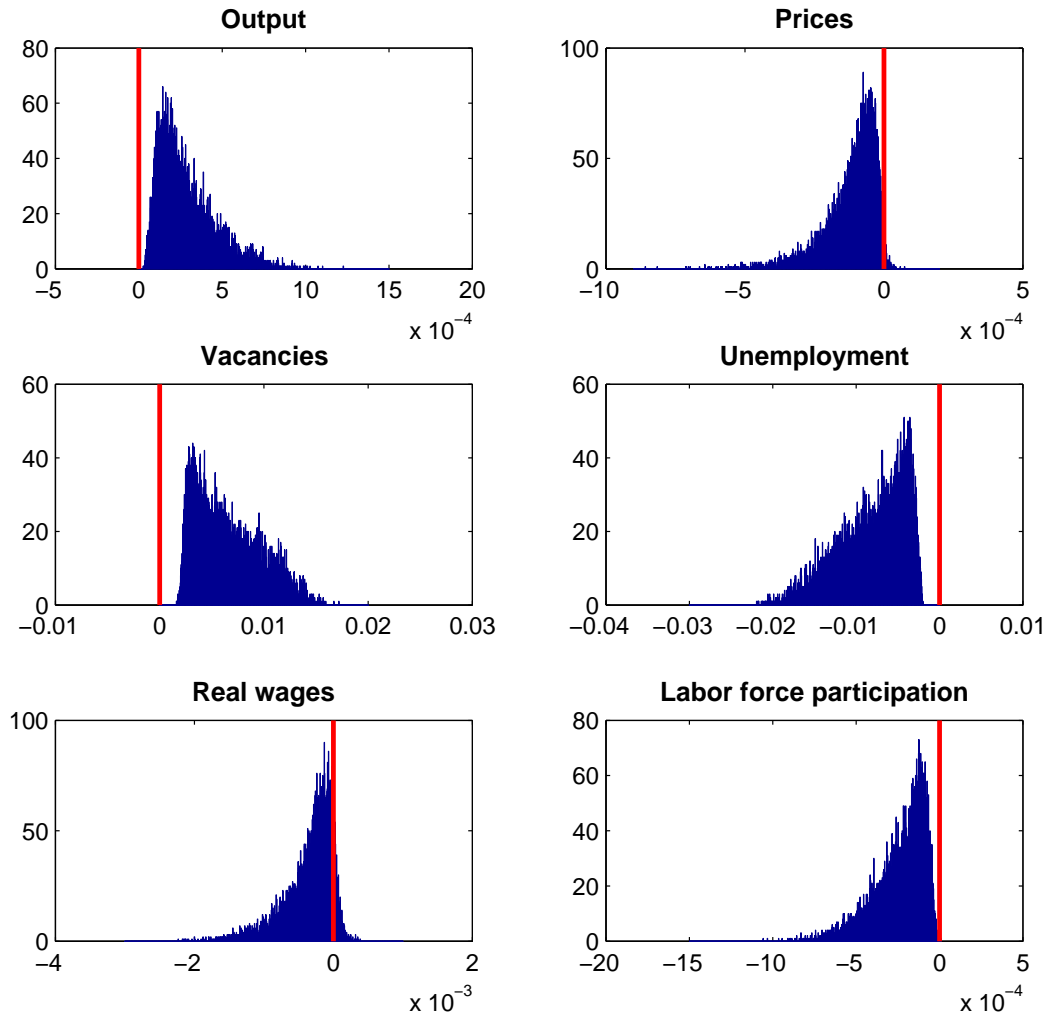 Output
80
60
40
20
0
−5 0 5 10 15 20
x 10−4
Prices
100
50
0
−10 −5 0 5
x 10−4
Vacancies
60
40
20
0
−0.01 0 0.01 0.02 0.03
Unemployment
60
40
20
0
−0.04 −0.03 −0.02 −0.01 0 0.01
Real wages
100
50
0
−4 −2 0 2
x 10−3
Labor force participation
80
60
40
20
0
−20 −15 −10 −5 0 5
x 10−4